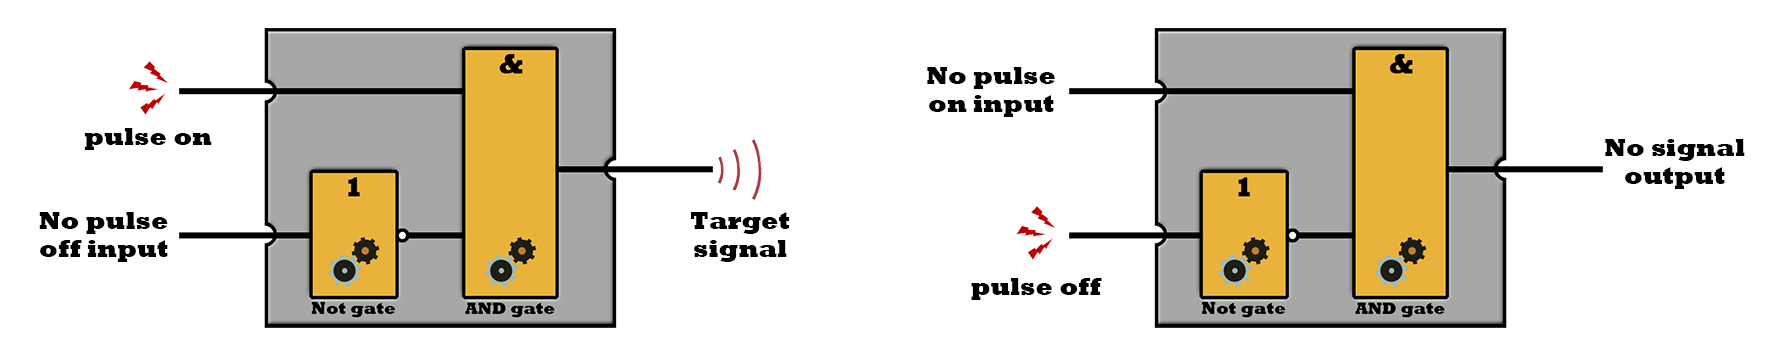 &
pulse on
1
No pulse
off input
Target
signal
Not gate
AND gate
&
No pulse
on input
No signal
output
1
pulse off
Not gate
AND gate